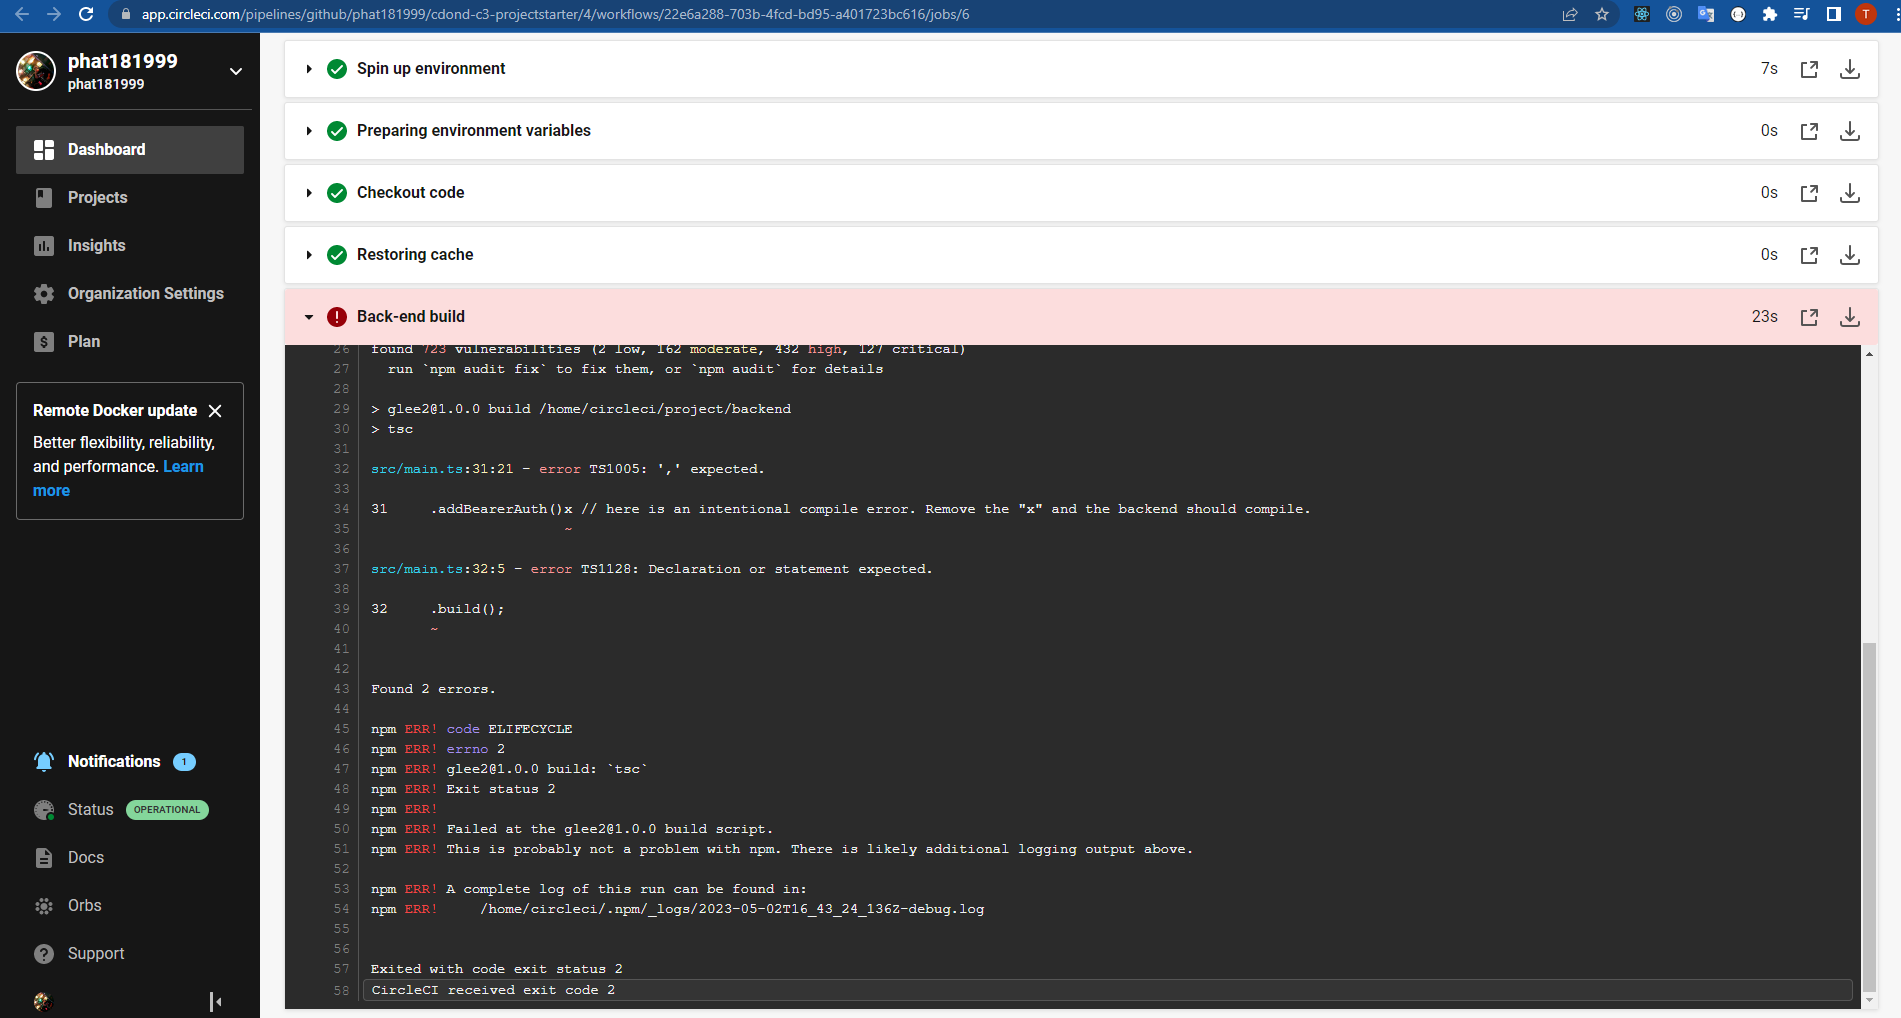 app.circleci.com/pipelines/github/phat181999/cdond-c3-projectstarter/4/workflows/22e6a288-703b-4fcd-bd95-a401723bc616/jobs/6
T
phat181999
phat181999
Dashboard
Projects
Insights
Organization Settings
Plan
Remote Docker update
Better flexibility, reliability,
and performance. Learn
more
Notifications 1
Status OPERATIONAL
Docs
Orbs
Support
Spin up environment 7s
Preparing environment variables 0s
Checkout code 0s
Restoring cache 0s
Back-end build 23s
26 found 723 vulnerabilities (2 low, 162 moderate, 432 high, 127 critical)
27 run `npm audit fix` to fix them, or `npm audit` for details
28
29 > glee2@1.0.0 build /home/circleci/project/backend
30 > tsc
31
32 src/main.ts:31:21 - error TS1005: ',' expected.
33
34 31 .addBearerAuth()x // here is an intentional compile error. Remove the "x" and the backend should compile.
35 ~
36
37 src/main.ts:32:5 - error TS1128: Declaration or statement expected.
38
39 32 .build();
40 ~
41
42
43 Found 2 errors.
44
45 npm ERR! code ELIFECYCLE
46 npm ERR! errno 2
47 npm ERR! glee2@1.0.0 build: `tsc`
48 npm ERR! Exit status 2
49 npm ERR!
50 npm ERR! Failed at the glee2@1.0.0 build script.
51 npm ERR! This is probably not a problem with npm. There is likely additional logging output above.
52
53 npm ERR! A complete log of this run can be found in:
54 npm ERR! /home/circleci/.npm/_logs/2023-05-02T16_43_24_136Z-debug.log
55
56
57 Exited with code exit status 2
58 CircleCI received exit code 2